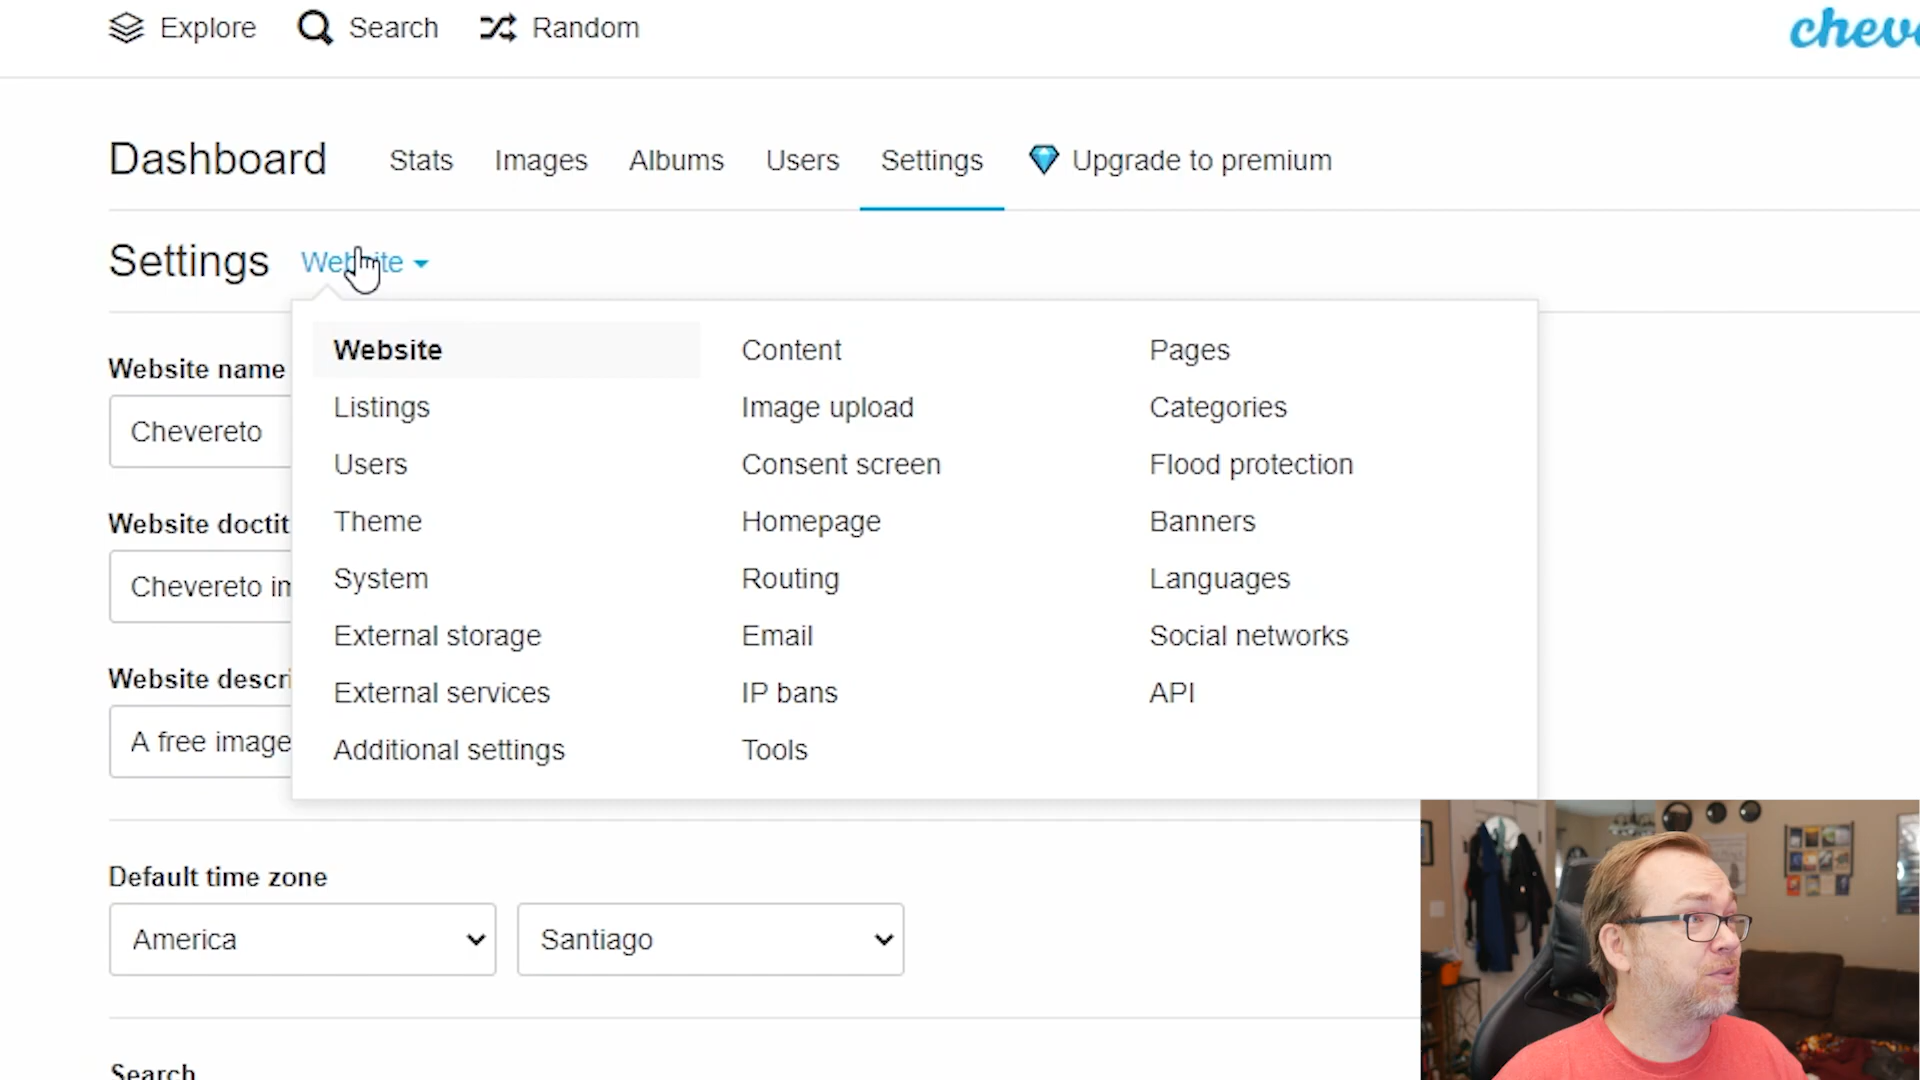 Explore Search Random
Dashboard Stats Images Albums Users Settings Upgrade to premium
Settings Website
Website Content Pages
Website name
Listings Image upload Categories
Chevereto
Users Consent screen Flood protection
Theme Homepage Banners
Website doctit
System Routing Languages
Chevereto im
External storage Email Social networks
Website descri
External services IP bans API
A free image
Additional settings Tools
Default time zone
America Santiago
Search